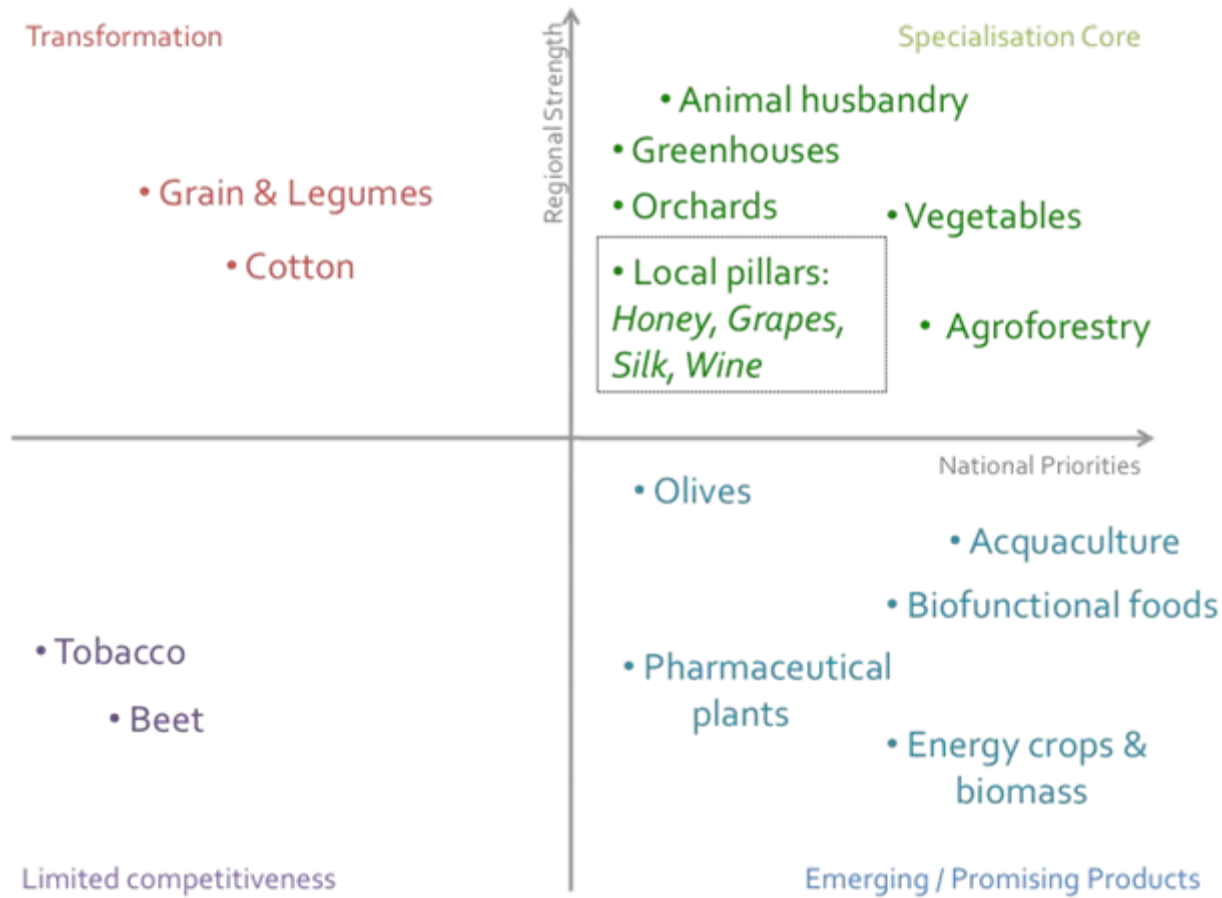 Transformation
Specialisation Core
Regional Strength
• Animal husbandry
• Greenhouses
• Grain & Legumes
• Orchards
• Vegetables
• Cotton
• Local pillars:
Honey, Grapes,
Silk, Wine
• Agroforestry
National Priorities
• Olives
• Acquaculture
• Biofunctional foods
• Tobacco
• Pharmaceutical
plants
• Beet
• Energy crops &
biomass
Limited competitiveness
Emerging / Promising Products